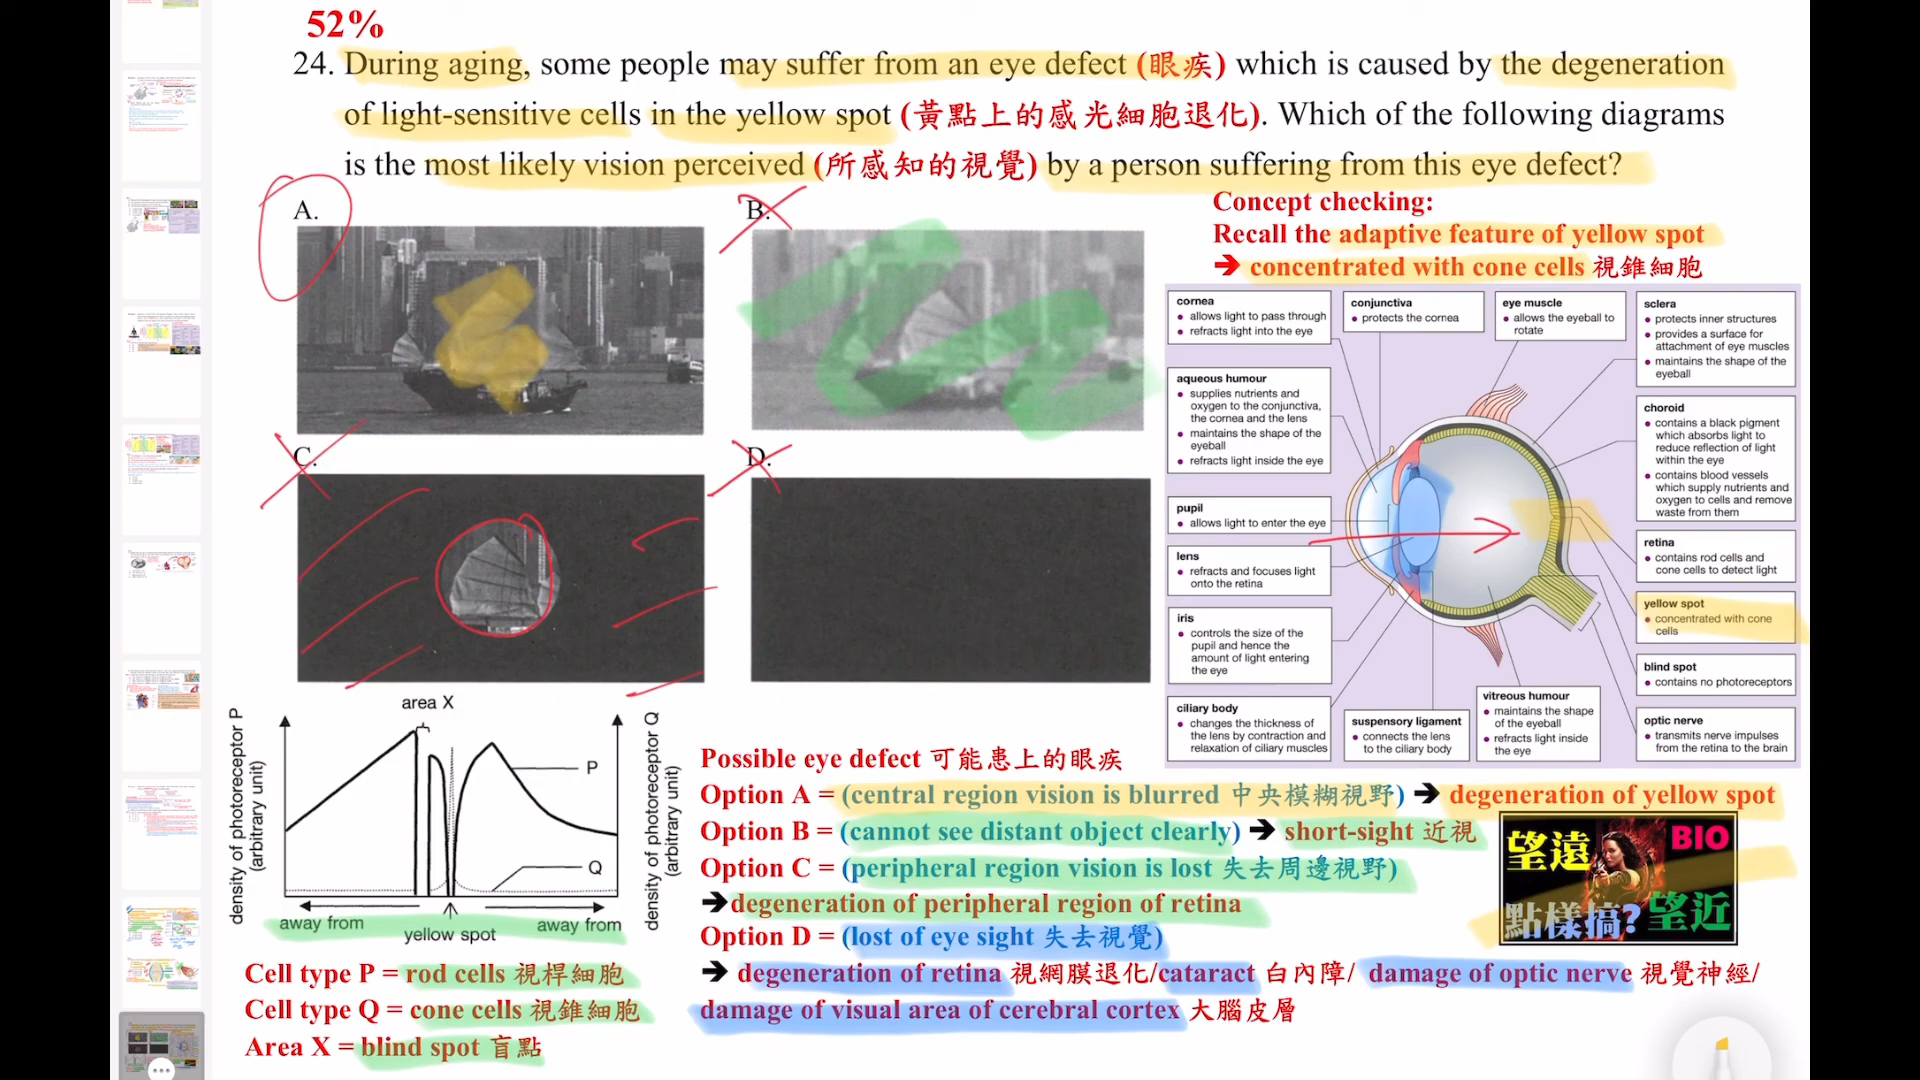 52%
24. During aging, some people may suffer from an eye defect (眼疾) which is caused by the degeneration
of light-sensitive cells in the yellow spot (黃點上的感光細胞退化). Which of the following diagrams
is the most likely vision perceived (所感知的視覺) by a person suffering from this eye defect?
A.
B.
C.
D.
Concept checking:
Recall the adaptive feature of yellow spot
➔ concentrated with cone cells 視錐細胞
cornea
• allows light to pass through
• refracts light into the eye
conjunctiva
• protects the cornea
eye muscle
• allows the eyeball to
rotate
sclera
• protects inner structures
• provides a surface for
attachment of eye muscles
• maintains the shape of the
eyeball
aqueous humour
• supplies nutrients and
oxygen to the conjunctiva,
the cornea and the lens
• maintains the shape of the
eyeball
• refracts light inside the eye
choroid
• contains a black pigment
which absorbs light to
reduce reflection of light
within the eye
• contains blood vessels
which supply nutrients and
oxygen to cells and remove
waste from them
pupil
• allows light to enter the eye
lens
• refracts and focuses light
onto the retina
retina
• contains rod cells and
cone cells to detect light
iris
• controls the size of the
pupil and hence the
amount of light entering
the eye
yellow spot
• concentrated with cone
cells
blind spot
• contains no photoreceptors
ciliary body
• changes the thickness of
the lens by contraction and
relaxation of ciliary muscles
suspensory ligament
• connects the lens
to the ciliary body
vitreous humour
• maintains the shape
of the eyeball
• refracts light inside
the eye
optic nerve
• transmits nerve impulses
from the retina to the brain
area X
density of photoreceptor P
(arbitrary unit)
density of photoreceptor Q
(arbitrary unit)
P
Q
away from
yellow spot
away from
Cell type P = rod cells 視桿細胞
Cell type Q = cone cells 視錐細胞
Area X = blind spot 盲點
Possible eye defect 可能患上的眼疾
Option A = (central region vision is blurred 中央模糊視野) ➔ degeneration of yellow spot
Option B = (cannot see distant object clearly) ➔ short-sight 近視
Option C = (peripheral region vision is lost 失去周邊視野)
➔degeneration of peripheral region of retina
Option D = (lost of eye sight 失去視覺)
➔ degeneration of retina 視網膜退化/cataract 白內障/ damage of optic nerve 視覺神經/
damage of visual area of cerebral cortex 大腦皮層
望遠
BIO
點樣搞?
望近